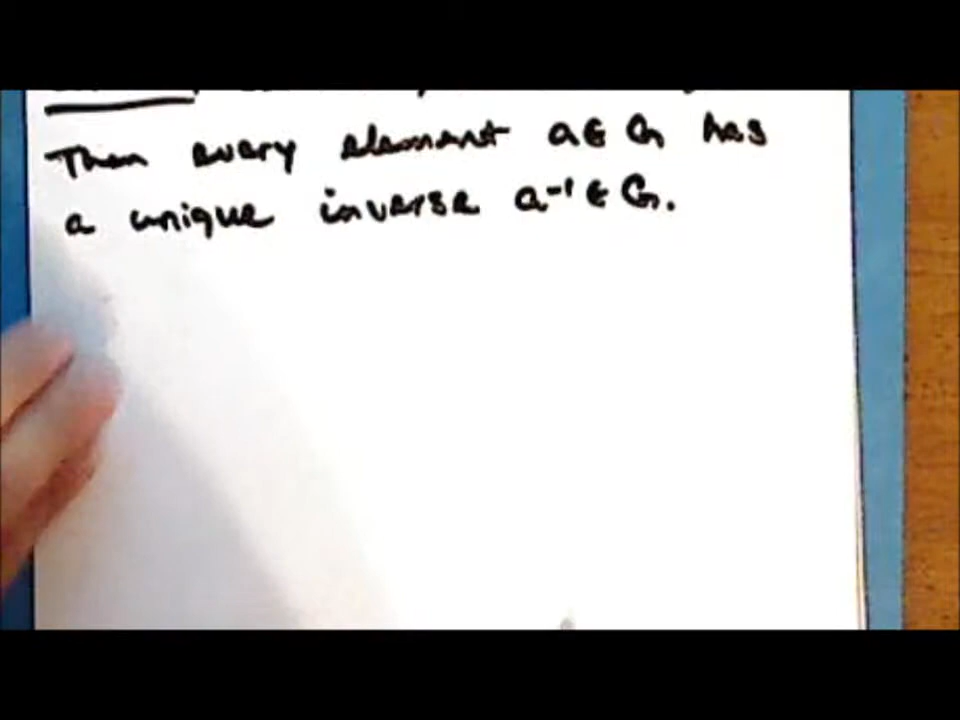 Then every element a ∈ G has
a unique inverse a⁻¹ ∈ G.